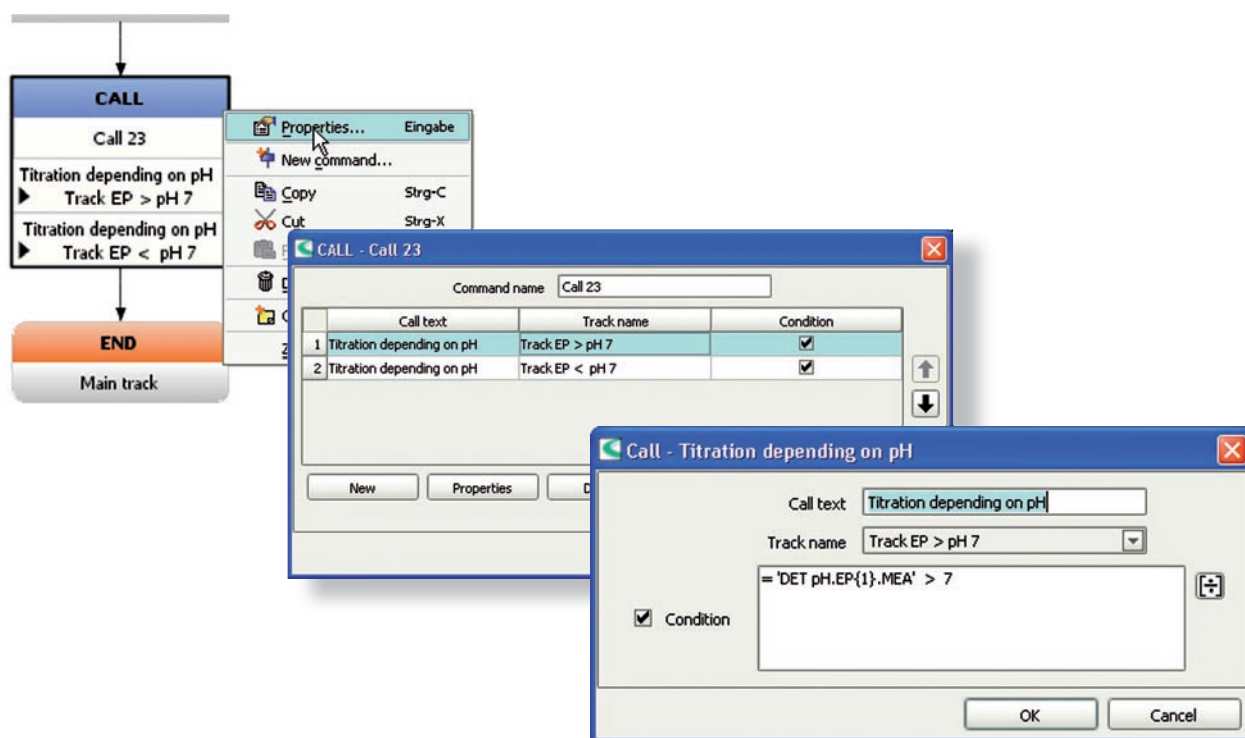 CALL
Call 23
Titration depending on pH
Track EP > pH 7
Titration depending on pH
Track EP < pH 7
END
Main track
Properties... Eingabe
New command...
Copy Strg-C
Cut Strg-X
CALL - Call 23
Command name Call 23
Call text Track name Condition
1 Titration depending on pH Track EP > pH 7
2 Titration depending on pH Track EP < pH 7
New Properties
Call - Titration depending on pH
Call text Titration depending on pH
Track name Track EP > pH 7
= 'DET pH.EP{1}.MEA' > 7
Condition
OK Cancel